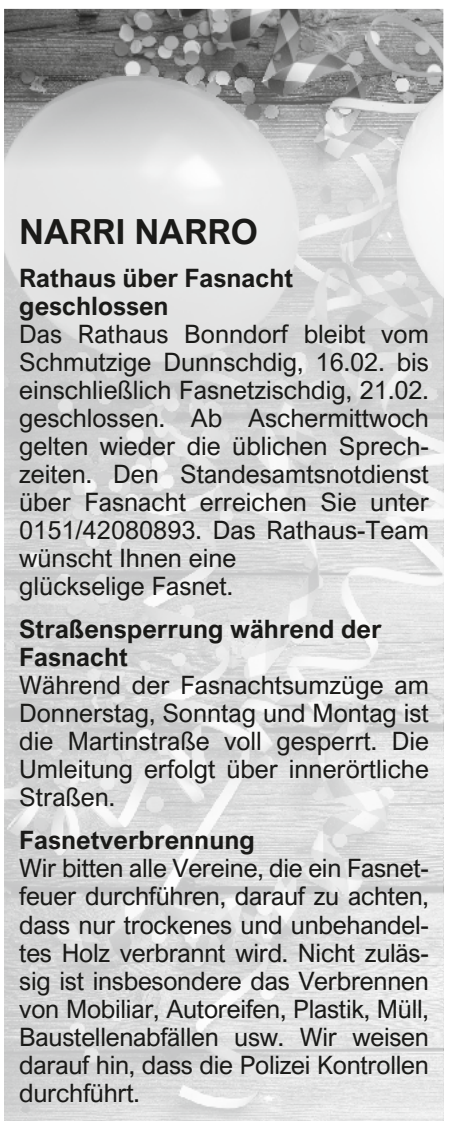 NARRI NARRO
Rathaus über Fasnacht
geschlossen
Das Rathaus Bonndorf bleibt vom
Schmutzige Dunnschdig, 16.02. bis
einschließlich Fasnetzischdig, 21.02.
geschlossen. Ab Aschermittwoch
gelten wieder die üblichen Sprech-
zeiten. Den Standesamtsnotdienst
über Fasnacht erreichen Sie unter
0151/42080893. Das Rathaus-Team
wünscht Ihnen eine
glückselige Fasnet.
Straßensperrung während der
Fasnacht
Während der Fasnachtsumzüge am
Donnerstag, Sonntag und Montag ist
die Martinstraße voll gesperrt. Die
Umleitung erfolgt über innerörtliche
Straßen.
Fasnetverbrennung
Wir bitten alle Vereine, die ein Fasnet-
feuer durchführen, darauf zu achten,
dass nur trockenes und unbehandel-
tes Holz verbrannt wird. Nicht zuläs-
sig ist insbesondere das Verbrennen
von Mobiliar, Autoreifen, Plastik, Müll,
Baustellenabfällen usw. Wir weisen
darauf hin, dass die Polizei Kontrollen
durchführt.